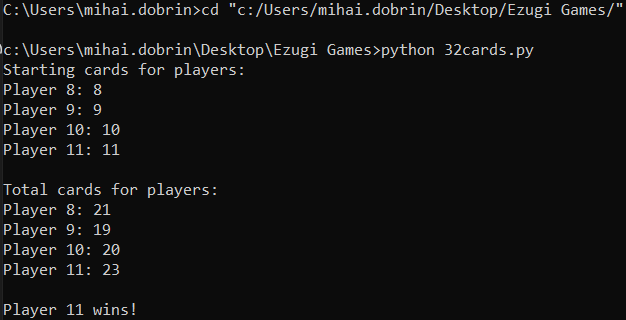 C:\Users\mihai.dobrin>cd "c:/Users/mihai.dobrin/Desktop/Ezugi Games/"
c:\Users\mihai.dobrin\Desktop\Ezugi Games>python 32cards.py
Starting cards for players:
Player 8: 8
Player 9: 9
Player 10: 10
Player 11: 11
Total cards for players:
Player 8: 21
Player 9: 19
Player 10: 20
Player 11: 23
Player 11 wins!